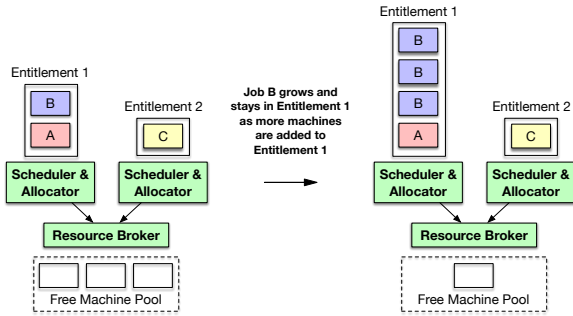 Entitlement 1
B
A
Entitlement 2
C
Scheduler &
Allocator
Scheduler &
Allocator
Resource Broker
Free Machine Pool
Job B grows and
stays in Entitlement 1
as more machines
are added to
Entitlement 1
Entitlement 1
B
B
B
A
Entitlement 2
C
Scheduler &
Allocator
Scheduler &
Allocator
Resource Broker
Free Machine Pool